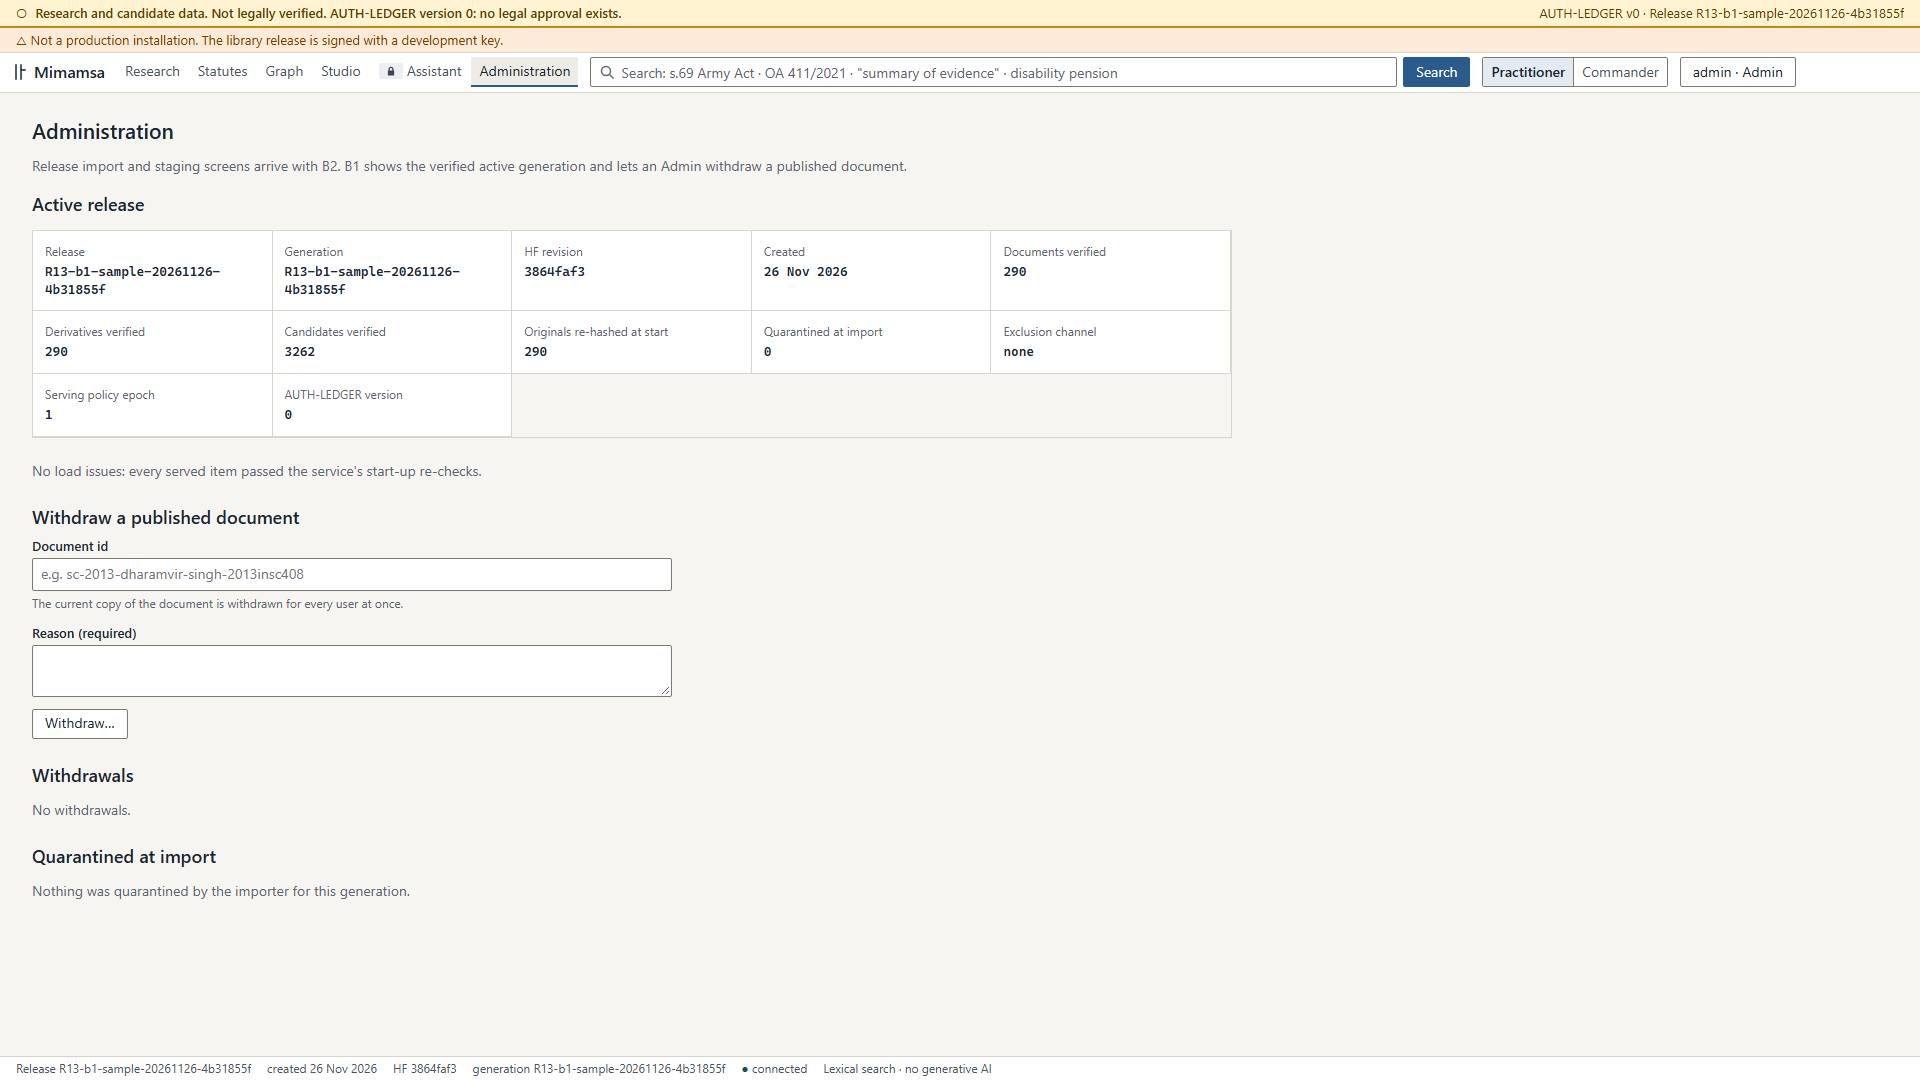 Research and candidate data. Not legally verified. AUTH-LEDGER version 0: no legal approval exists.
AUTH-LEDGER v0 · Release R13-b1-sample-20261126-4b31855f
⚠ Not a production installation. The library release is signed with a development key.
Mimamsa
Research
Statutes
Graph
Studio
Assistant
Administration
Search: s.69 Army Act · OA 411/2021 · "summary of evidence" · disability pension
Search
Practitioner
Commander
admin · Admin
Administration
Release import and staging screens arrive with B2. B1 shows the verified active generation and lets an Admin withdraw a published document.
Active release
Release
R13-b1-sample-20261126-
4b31855f
Generation
R13-b1-sample-20261126-
4b31855f
HF revision
3864faf3
Created
26 Nov 2026
Documents verified
290
Derivatives verified
290
Candidates verified
3262
Originals re-hashed at start
290
Quarantined at import
0
Exclusion channel
none
Serving policy epoch
1
AUTH-LEDGER version
0
No load issues: every served item passed the service's start-up re-checks.
Withdraw a published document
Document id
e.g. sc-2013-dharamvir-singh-2013insc408
The current copy of the document is withdrawn for every user at once.
Reason (required)
Withdraw...
Withdrawals
No withdrawals.
Quarantined at import
Nothing was quarantined by the importer for this generation.
Release R13-b1-sample-20261126-4b31855f
created 26 Nov 2026
HF 3864faf3
generation R13-b1-sample-20261126-4b31855f
● connected
Lexical search · no generative AI